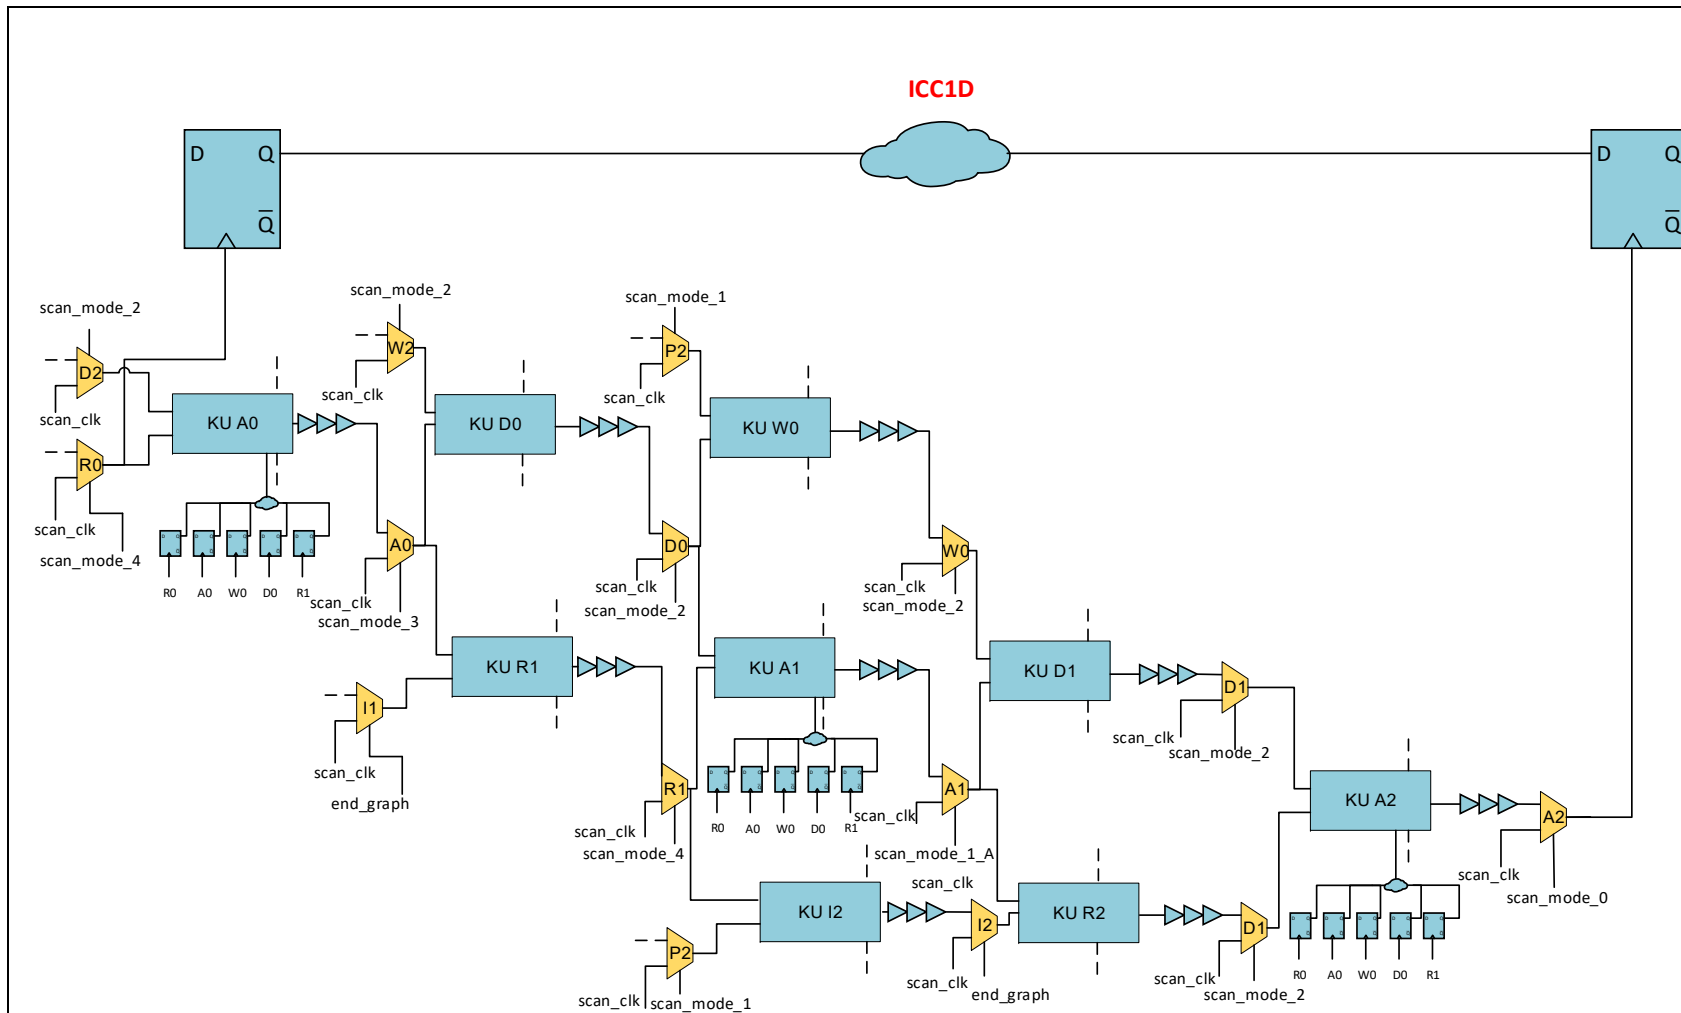 ICC1D
D Q
Q
D Q
Q
scan_mode_2
scan_mode_2
scan_mode_1
W2
P2
D2
scan_clk
scan_clk
scan_clk
KU A0
KU D0
KU W0
R0
scan_clk
scan_mode_4
A0
D0
W0
R0 A0 W0 D0 R1
scan_clk
scan_mode_3
scan_clk
scan_mode_2
scan_clk
scan_mode_2
KU R1
KU A1
KU D1
I1
D1
scan_clk
end_graph
scan_clk
scan_mode_2
R1
A1
KU A2
A2
R0 A0 W0 D0 R1
scan_clk
scan_mode_4
scan_clk
scan_mode_1_A
scan_clk
scan_mode_0
scan_clk
KU I2
KU R2
I2
D1
P2
R0 A0 W0 D0 R1
scan_clk
scan_mode_1
scan_clk
end_graph
scan_clk
scan_mode_2